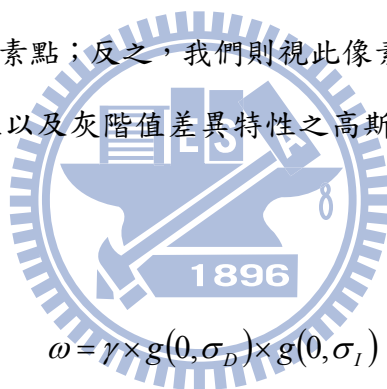 素點；反之，我們則視此像素
以及灰階值差異特性之高斯
E S A
1896
ω = γ × g(0, σ_D) × g(0, σ_I)